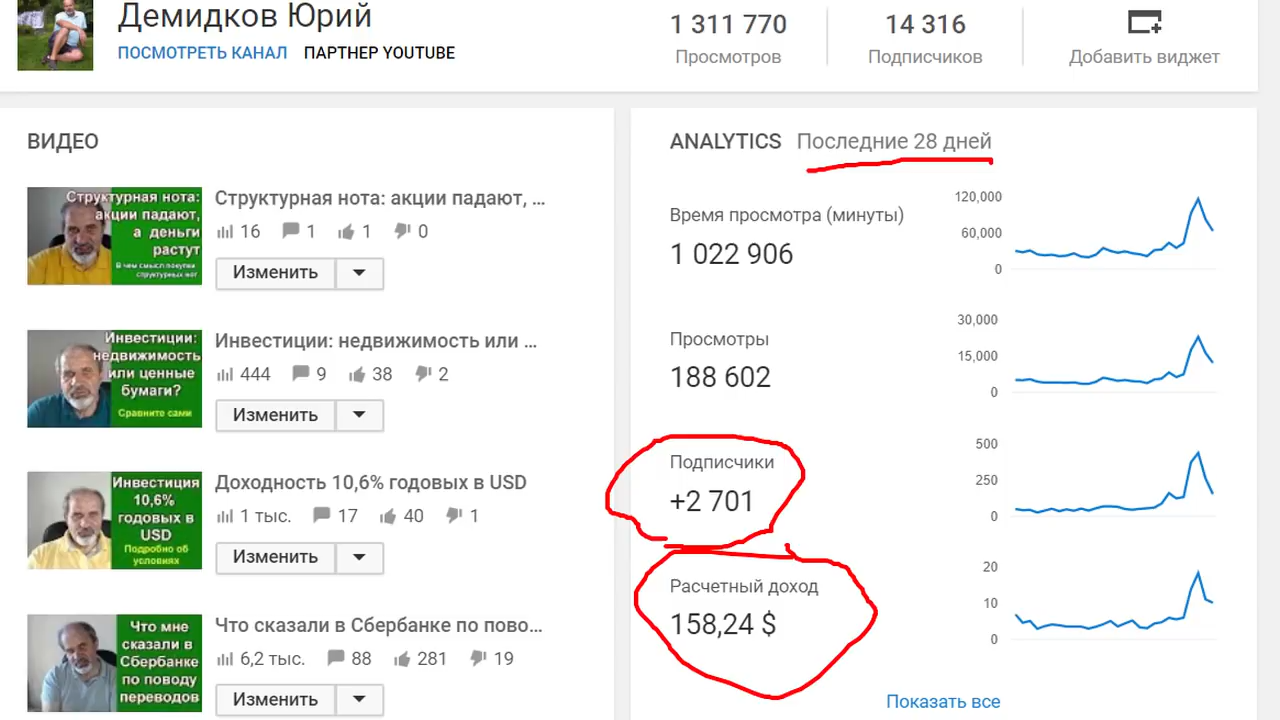 Демидков Юрий
ПОСМОТРЕТЬ КАНАЛ ПАРТНЕР YOUTUBE
1 311 770
Просмотров
14 316
Подписчиков
Добавить виджет
ВИДЕО
Структурная нота:
акции падают,
а деньги
растут
В чем смысл покупки
структурных нот
Структурная нота: акции падают, ...
16 1 1 0
Изменить
Инвестиции:
недвижимость
или ценные
бумаги?
Сравните сами
Инвестиции: недвижимость или ...
444 9 38 2
Изменить
Инвестиция
10,6%
годовых в
USD
Подробно об
условиях
Доходность 10,6% годовых в USD
1 тыс. 17 40 1
Изменить
Что мне
сказали в
Сбербанке
по поводу
переводов
Что сказали в Сбербанке по пово...
6,2 тыс. 88 281 19
Изменить
ANALYTICS Последние 28 дней
Время просмотра (минуты)
1 022 906
120,000
60,000
0
Просмотры
188 602
30,000
15,000
0
Подписчики
+2 701
500
250
0
Расчетный доход
158,24 $
20
10
0
Показать все